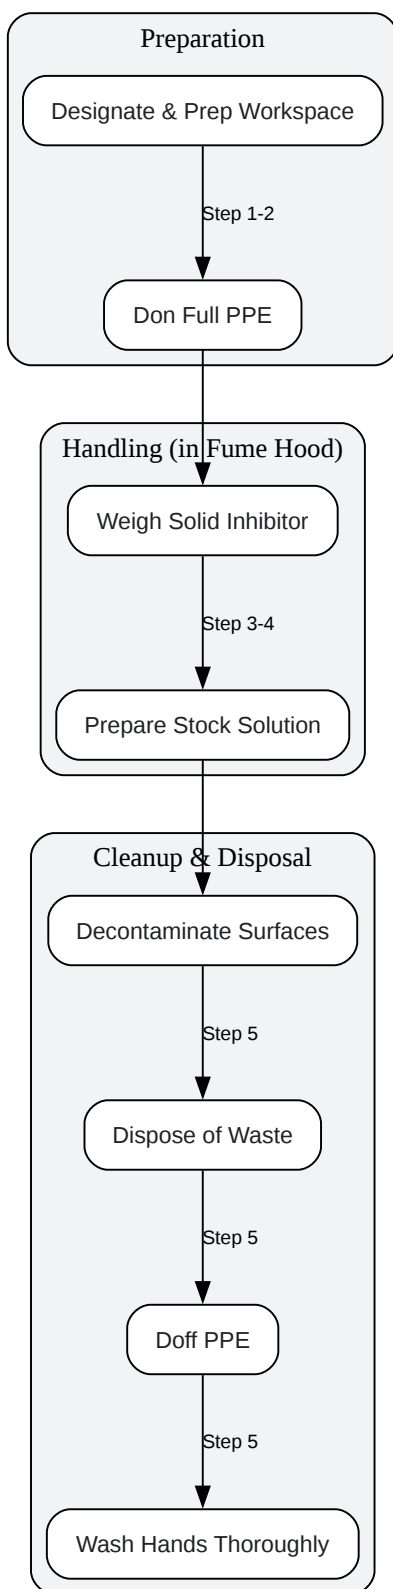 Preparation
Designate & Prep Workspace
Step 1-2
Don Full PPE
Handling (in Fume Hood)
Weigh Solid Inhibitor
Step 3-4
Prepare Stock Solution
Cleanup & Disposal
Decontaminate Surfaces
Step 5
Dispose of Waste
Step 5
Doff PPE
Step 5
Wash Hands Thoroughly